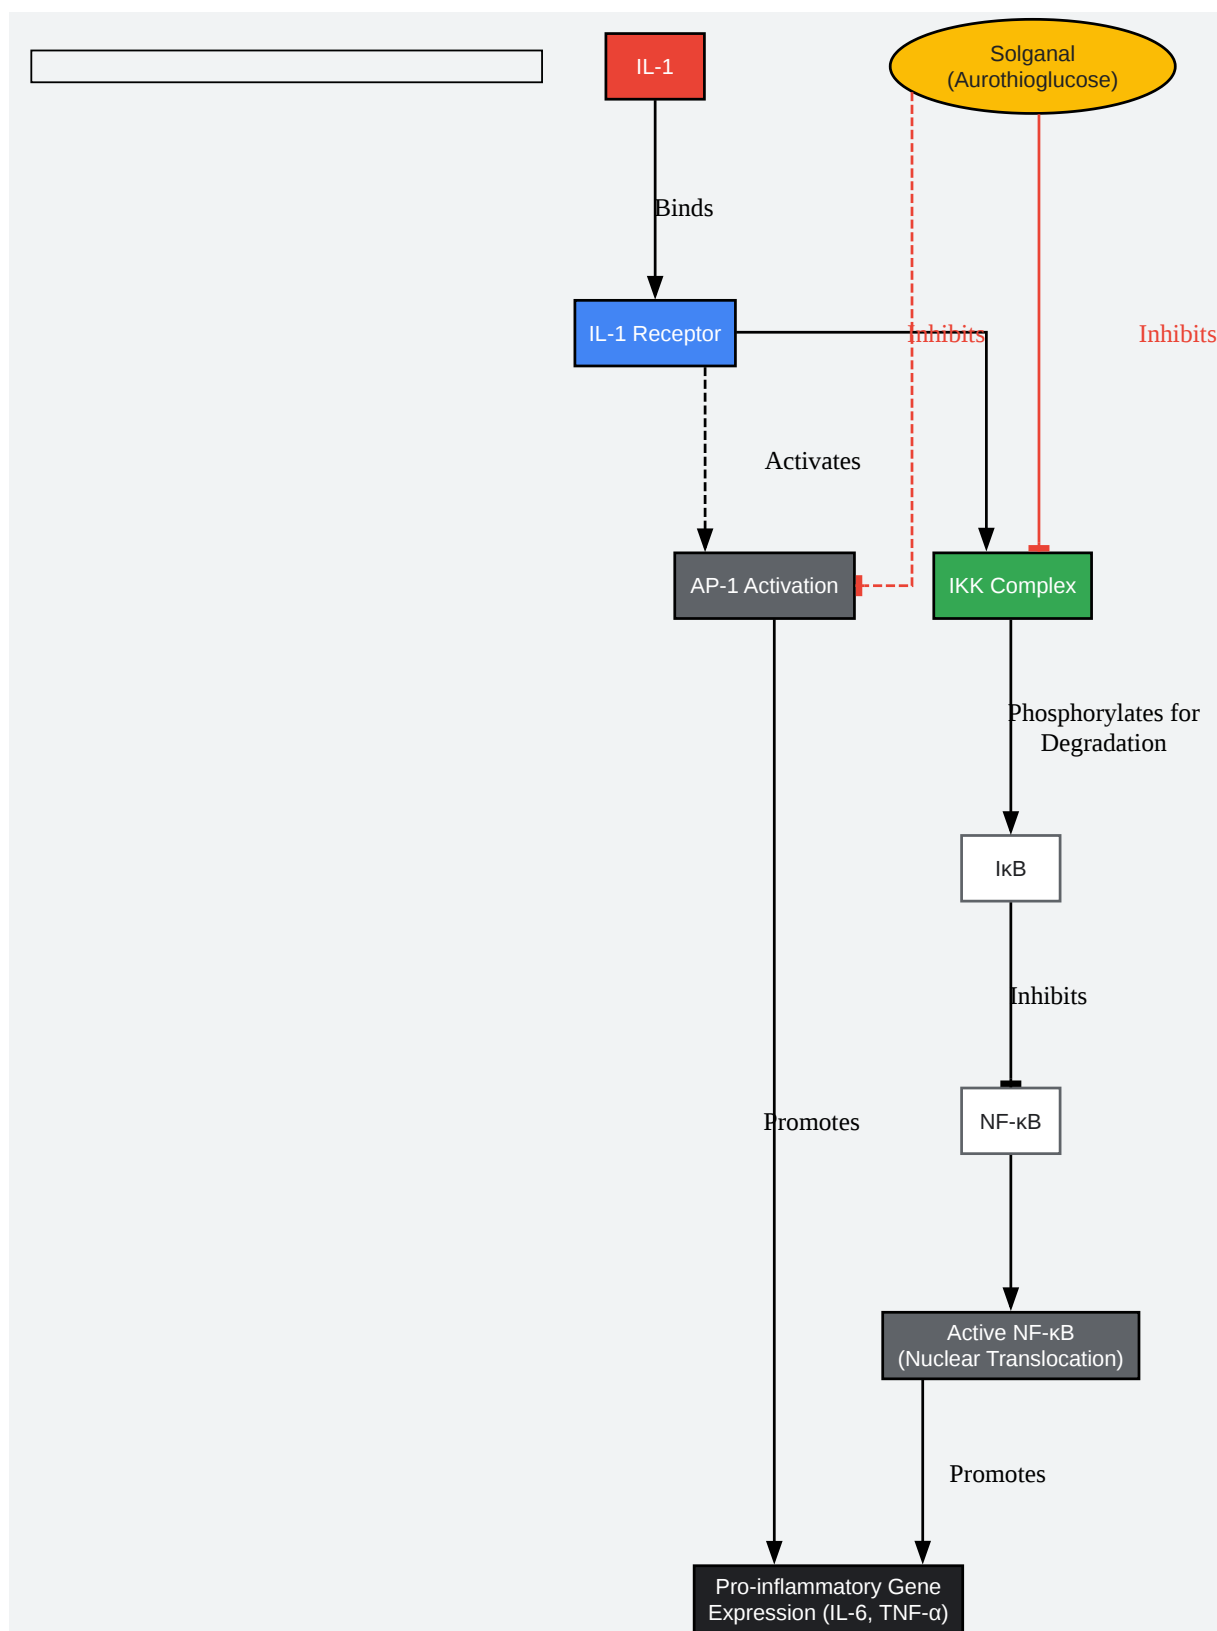 IL-1
Solganal
(Aurothioglucose)
Binds
IL-1 Receptor
Inhibits
Inhibits
Activates
AP-1 Activation
IKK Complex
Phosphorylates for
Degradation
IκB
Inhibits
NF-κB
Promotes
Active NF-κB
(Nuclear Translocation)
Promotes
Pro-inflammatory Gene
Expression (IL-6, TNF-α)